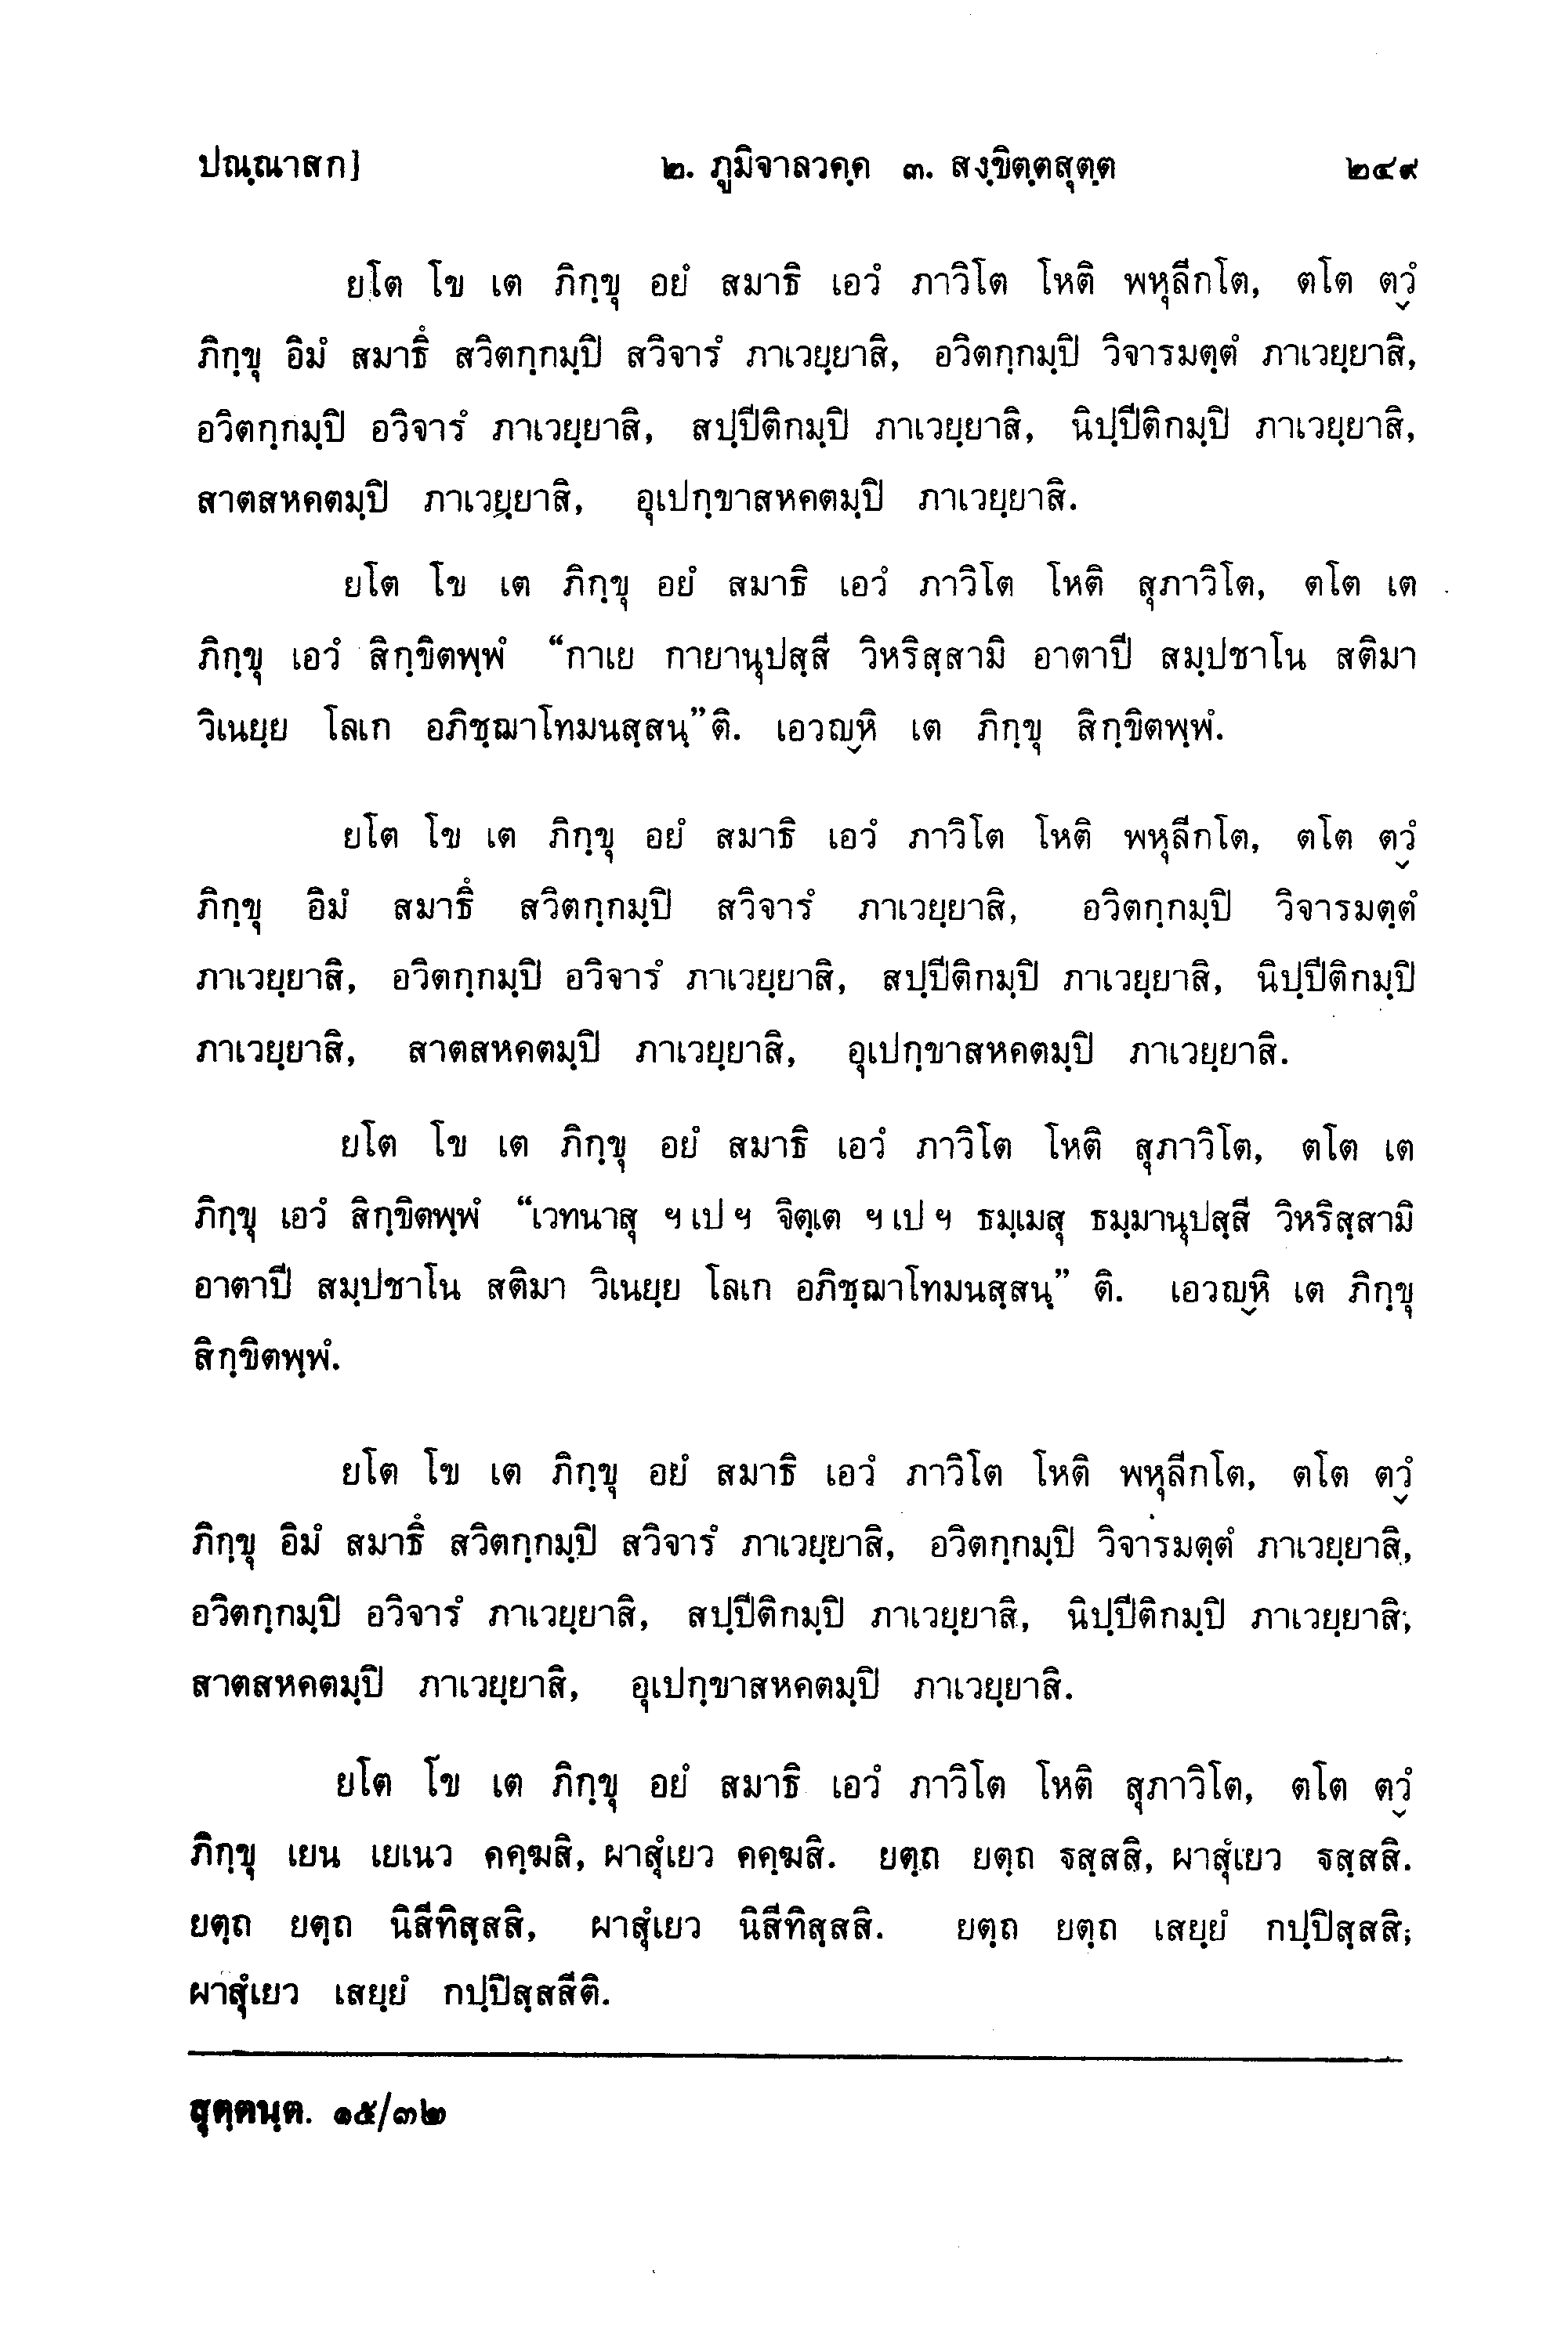 ปณฺณาสก] ๒. ภูมิจาลวคฺค ๓. สงฺขิตฺตสุตฺต ๒๔๙
ยโต โข เต ภิกฺขุ อยํ สมาธิ เอวํ ภาวิโต โหติ พหุลีกโต, ตโต ตฺวํ
ภิกฺขุ อิมํ สมาธึ สวิตกฺกมฺปิ สวิจารํ ภาเวยฺยาสิ, อวิตกฺกมฺปิ วิจารมตฺตํ ภาเวยฺยาสิ,
อวิตกฺกมฺปิ อวิจารํ ภาเวยฺยาสิ, สปฺปีติกมฺปิ ภาเวยฺยาสิ, นิปฺปีติกมฺปิ ภาเวยฺยาสิ,
สาตสหคตมฺปิ ภาเวยฺยาสิ, อุเปกฺขาสหคตมฺปิ ภาเวยฺยาสิ.
ยโต โข เต ภิกฺขุ อยํ สมาธิ เอวํ ภาวิโต โหติ สุภาวิโต, ตโต เต
ภิกฺขุ เอวํ สิกฺขิตพฺพํ “กาเย กายานุปสฺสี วิหริสฺสามิ อาตาปี สมฺปชาโน สติมา
วิเนยฺย โลเก อภิชฺฌาโทมนสฺสนฺ”ติ. เอวญฺหิ เต ภิกฺขุ สิกฺขิตพฺพํ.
ยโต โข เต ภิกฺขุ อยํ สมาธิ เอวํ ภาวิโต โหติ พหุลีกโต, ตโต ตฺวํ
ภิกฺขุ อิมํ สมาธึ สวิตกฺกมฺปิ สวิจารํ ภาเวยฺยาสิ, อวิตกฺกมฺปิ วิจารมตฺตํ
ภาเวยฺยาสิ, อวิตกฺกมฺปิ อวิจารํ ภาเวยฺยาสิ, สปฺปีติกมฺปิ ภาเวยฺยาสิ, นิปฺปีติกมฺปิ
ภาเวยฺยาสิ, สาตสหคตมฺปิ ภาเวยฺยาสิ, อุเปกฺขาสหคตมฺปิ ภาเวยฺยาสิ.
ยโต โข เต ภิกฺขุ อยํ สมาธิ เอวํ ภาวิโต โหติ สุภาวิโต, ตโต เต
ภิกฺขุ เอวํ สิกฺขิตพฺพํ “เวทนาสุ ฯ เป ฯ จิตฺเต ฯ เป ฯ ธมฺเมสุ ธมฺมานุปสฺสี วิหริสฺสามิ
อาตาปี สมฺปชาโน สติมา วิเนยฺย โลเก อภิชฺฌาโทมนสฺสนฺ” ติ. เอวญฺหิ เต ภิกฺขุ
สิกฺขิตพฺพํ.
ยโต โข เต ภิกฺขุ อยํ สมาธิ เอวํ ภาวิโต โหติ พหุลีกโต, ตโต ตฺวํ
ภิกฺขุ อิมํ สมาธึ สวิตกฺกมฺปิ สวิจารํ ภาเวยฺยาสิ, อวิตกฺกมฺปิ วิจารมตฺตํ ภาเวยฺยาสิ,
อวิตกฺกมฺปิ อวิจารํ ภาเวยฺยาสิ, สปฺปีติกมฺปิ ภาเวยฺยาสิ, นิปฺปีติกมฺปิ ภาเวยฺยาสิ,
สาตสหคตมฺปิ ภาเวยฺยาสิ, อุเปกฺขาสหคตมฺปิ ภาเวยฺยาสิ.
ยโต โข เต ภิกฺขุ อยํ สมาธิ เอวํ ภาวิโต โหติ สุภาวิโต, ตโต ตฺวํ
ภิกฺขุ เยน เยเนว คคฺฆสิ, ผาสุํเยว คคฺฆสิ. ยตฺถ ยตฺถ ฐสฺสสิ, ผาสุํเยว ฐสฺสสิ.
ยตฺถ ยตฺถ นิสีทิสฺสสิ, ผาสุํเยว นิสีทิสฺสสิ. ยตฺถ ยตฺถ เสยฺยํ กปฺปิสฺสสิ;
ผาสุํเยว เสยฺยํ กปฺปิสฺสสีติ.
สุตฺตนฺต. ๑๕/๓๒